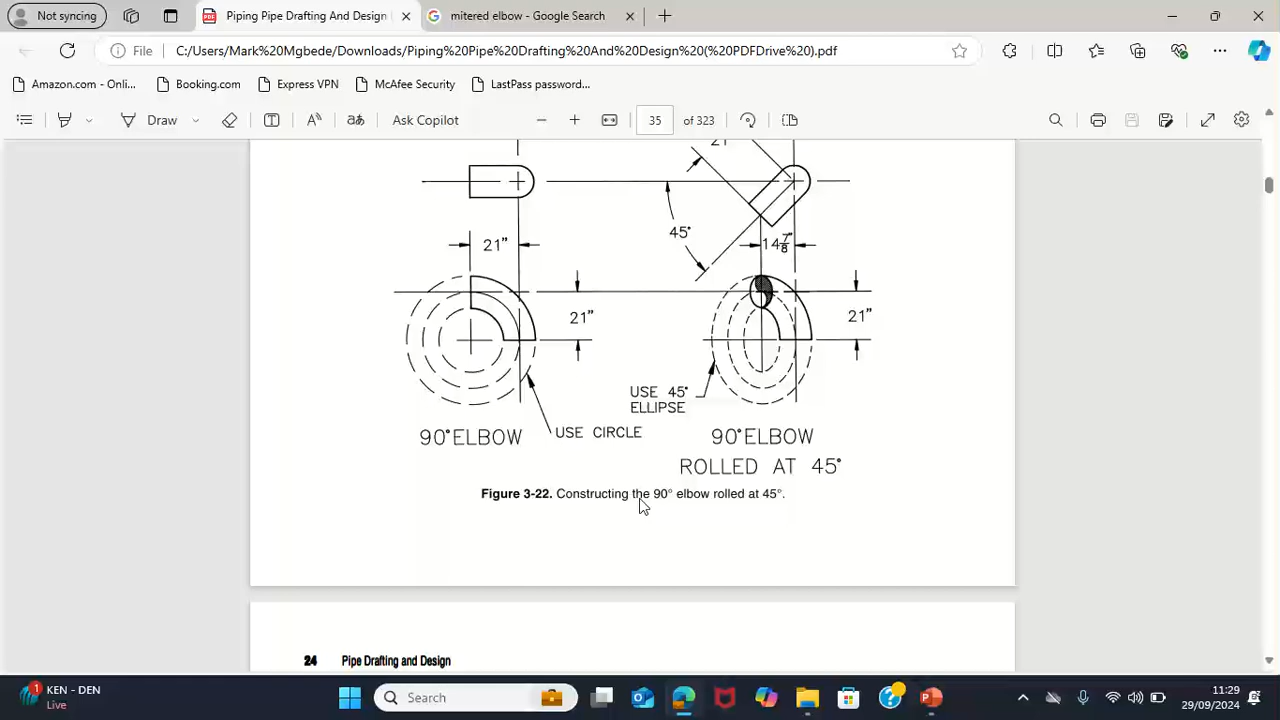 Not syncing
Piping Pipe Drafting And Design
mitered elbow - Google Search
File
C:/Users/Mark%20Mgbede/Downloads/Piping%20Pipe%20Drafting%20And%20Design%20(%20PDFDrive%20).pdf
Amazon.com - Onli...
Booking.com
Express VPN
McAfee Security
LastPass password...
Draw
Ask Copilot
35
of 323
45°
21"
14 7/8"
21"
21"
USE 45°
ELLIPSE
USE CIRCLE
90°ELBOW
90°ELBOW
ROLLED AT 45°
Figure 3-22. Constructing the 90° elbow rolled at 45°.
24 Pipe Drafting and Design
1
KEN - DEN
Live
Search
11:29
29/09/2024